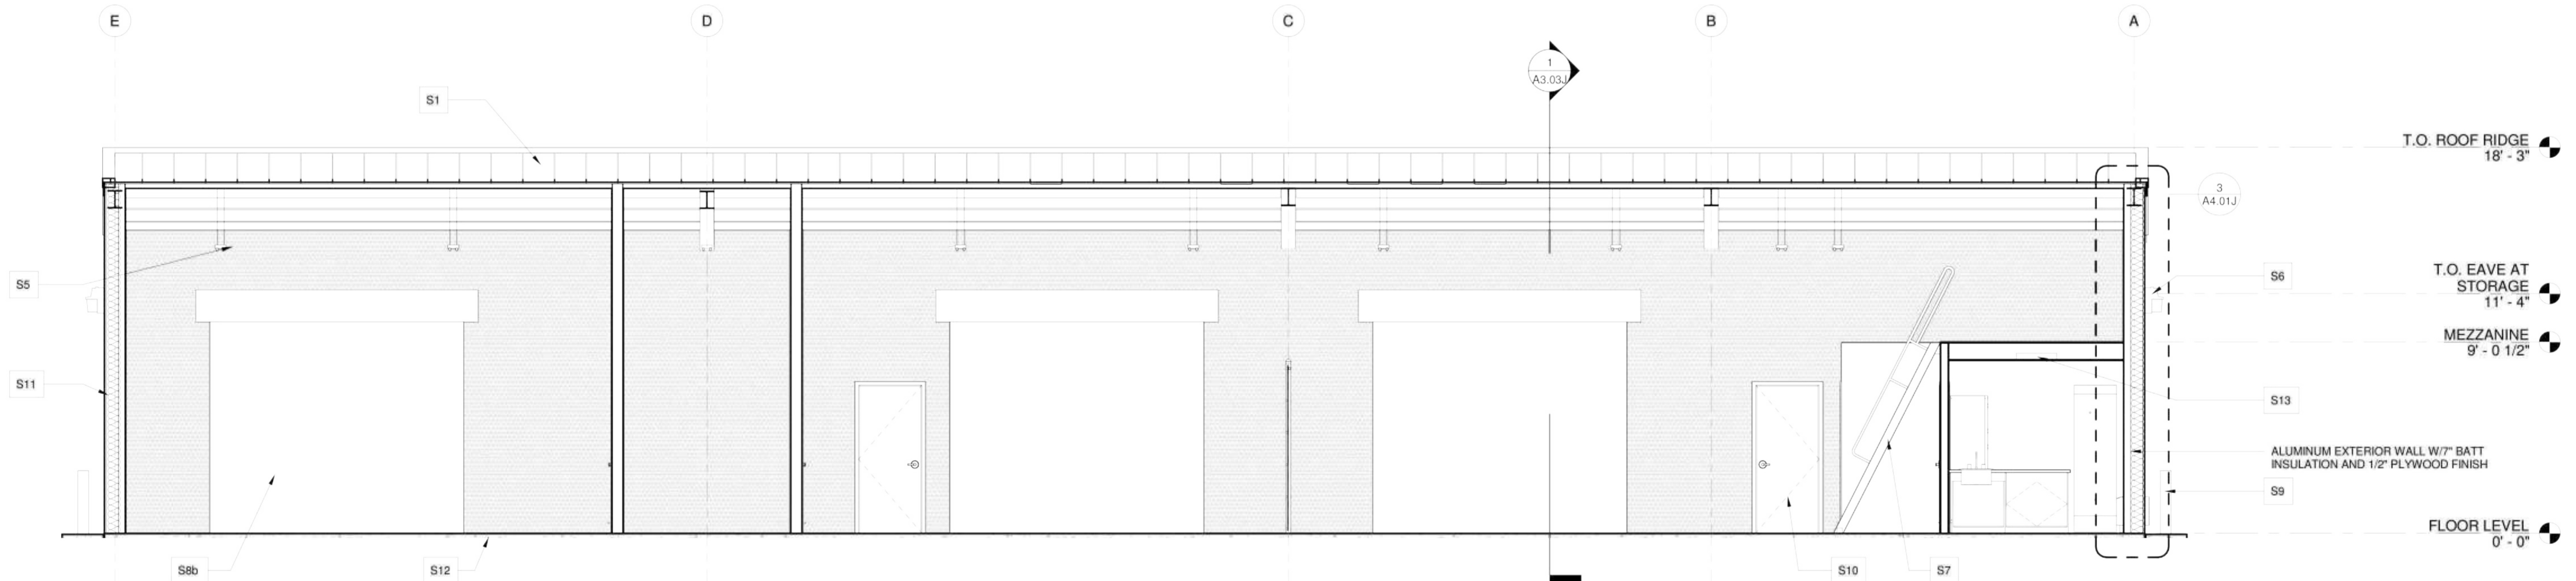 E
D
C
B
A
1
A3.03J
S1
T.O. ROOF RIDGE
18' - 3"
3
A4.01J
S5
S6
T.O. EAVE AT
STORAGE
11' - 4"
MEZZANINE
9' - 0 1/2"
S11
S13
ALUMINUM EXTERIOR WALL W/7" BATT
INSULATION AND 1/2" PLYWOOD FINISH
S9
FLOOR LEVEL
0' - 0"
S8b
S12
S10
S7